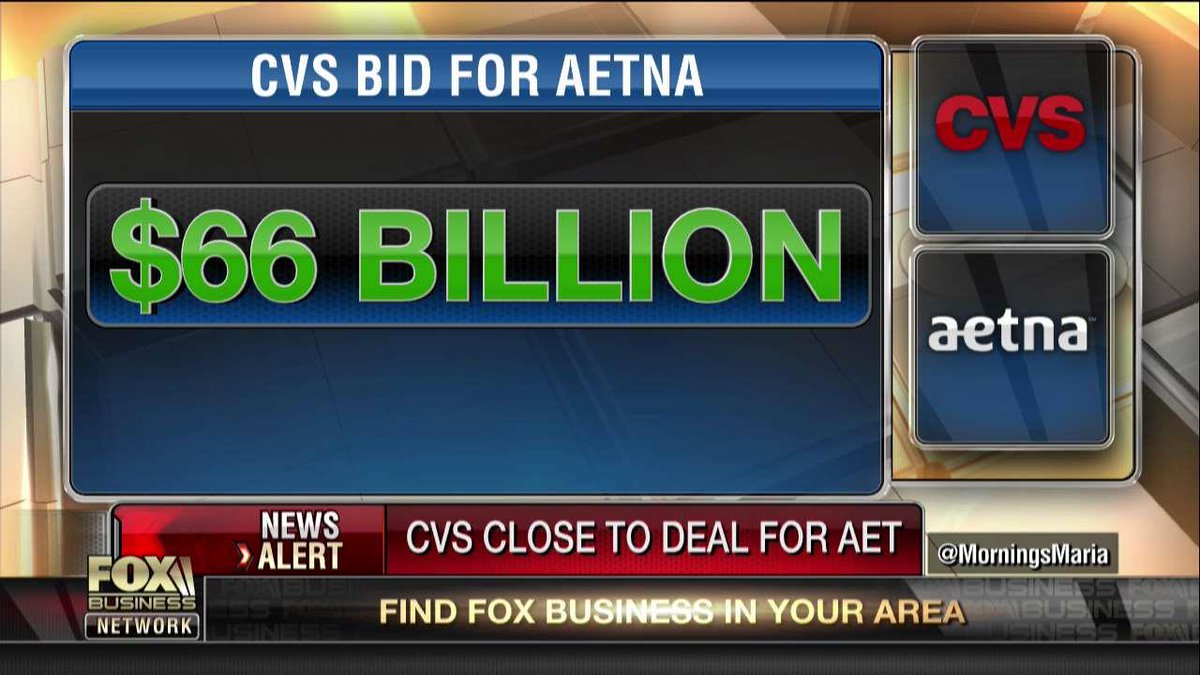 CVS BID FOR AETNA
$66 BILLION
CVS
aetna™
NEWS
ALERT
CVS CLOSE TO DEAL FOR AET
@MorningsMaria
FOX
BUSINESS
NETWORK
FIND FOX BUSINESS IN YOUR AREA